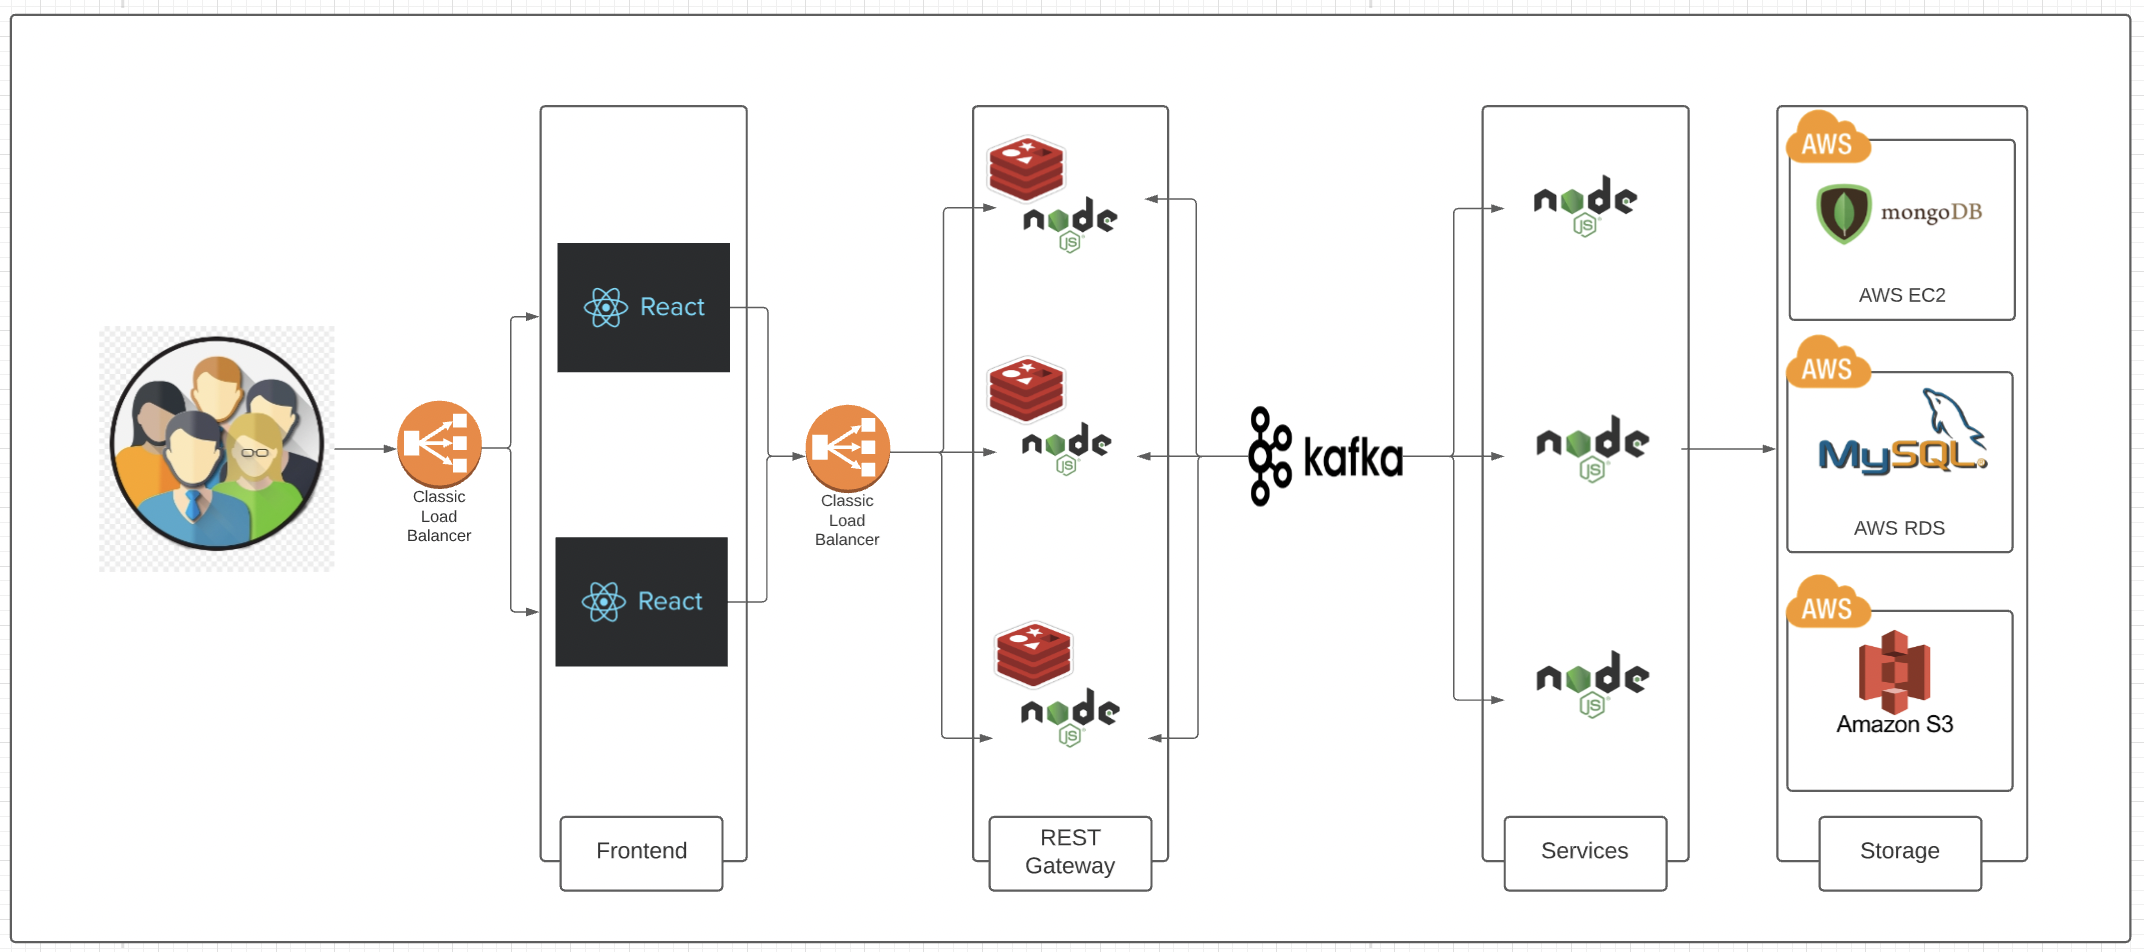 Classic
Load
Balancer
React
React
Frontend
Classic
Load
Balancer
node
JS
node
JS
node
JS
REST
Gateway
kafka
node
JS
node
JS
node
JS
Services
AWS
mongoDB
AWS EC2
AWS
MySQL
AWS RDS
AWS
Amazon S3
Storage